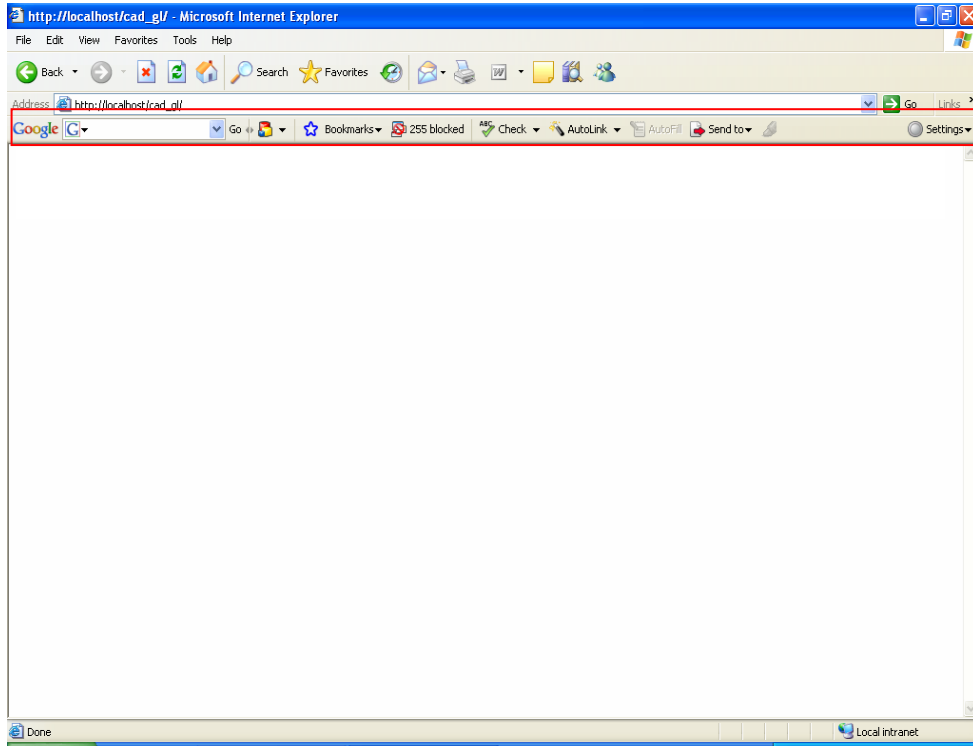 http://localhost/cad_gl/ - Microsoft Internet Explorer
File Edit View Favorites Tools Help
Back Search Favorites W
Address http://localhost/cad_gl/ Go Links
Google G Go Bookmarks 255 blocked ABC Check AutoLink AutoFill Send to Settings
Done Local intranet